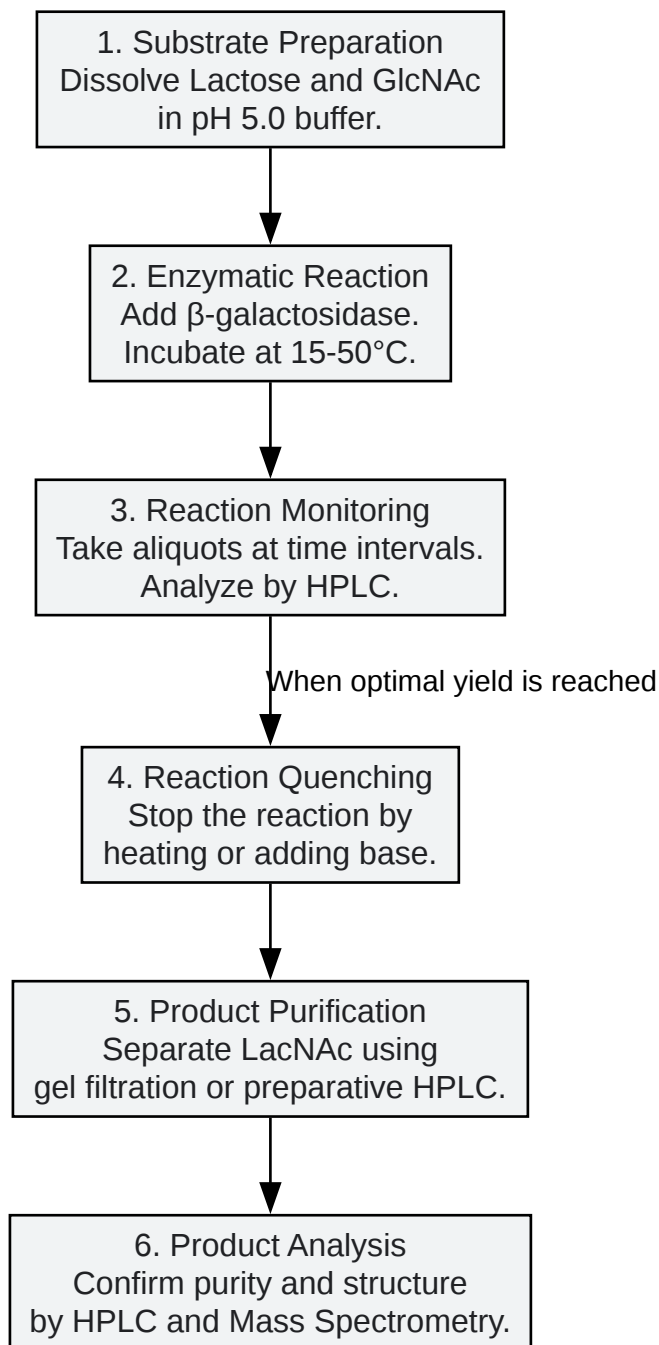 1. Substrate Preparation
Dissolve Lactose and GlcNAc
in pH 5.0 buffer.
2. Enzymatic Reaction
Add β-galactosidase.
Incubate at 15-50°C.
3. Reaction Monitoring
Take aliquots at time intervals.
Analyze by HPLC.
When optimal yield is reached
4. Reaction Quenching
Stop the reaction by
heating or adding base.
5. Product Purification
Separate LacNAc using
gel filtration or preparative HPLC.
6. Product Analysis
Confirm purity and structure
by HPLC and Mass Spectrometry.